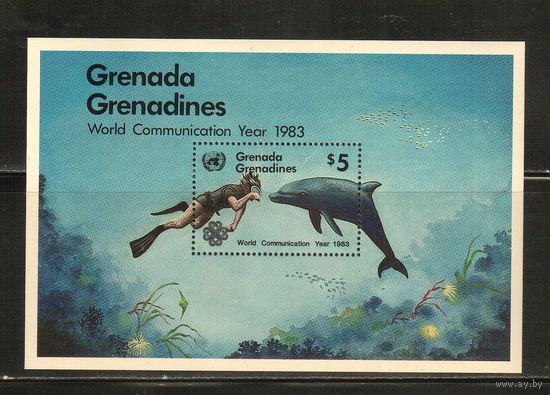 Grenada
Grenadines
World Communication Year 1983
Grenada
Grenadines
$5
World Communication Year 1983
www.ay.by